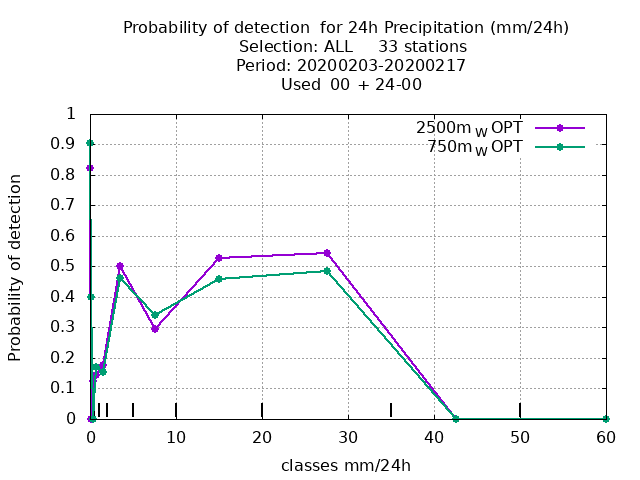 Probability of detection  for 24h Precipitation (mm/24h)
Selection: ALL     33 stations
Period: 20200203-20200217
Used  00 + 24-00
2500m_W OPT
750m_W OPT
Probability of detection
1
0.9
0.8
0.7
0.6
0.5
0.4
0.3
0.2
0.1
0
0 10 20 30 40 50 60
classes mm/24h